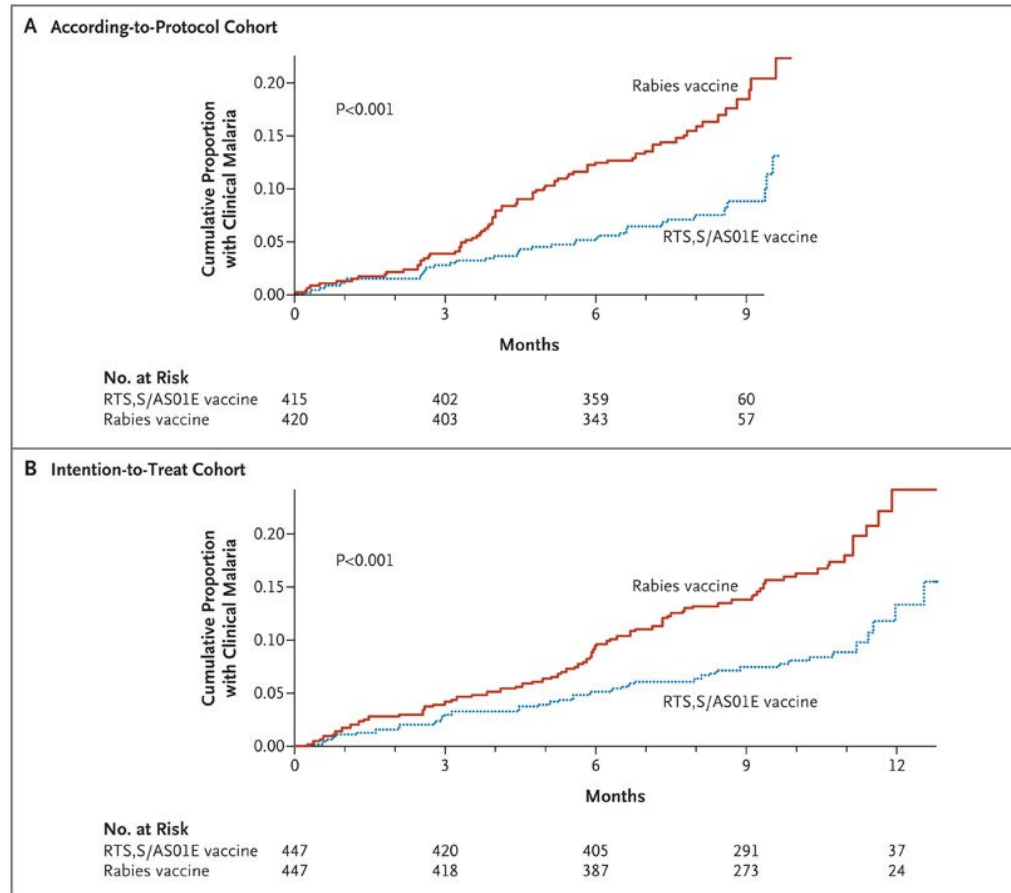 A According-to-Protocol Cohort
Cumulative Proportion
with Clinical Malaria
0.20
0.15
0.10
0.05
0.00
P<0.001
Rabies vaccine
RTS,S/AS01E vaccine
0 3 6 9
Months
No. at Risk
RTS,S/AS01E vaccine 415 402 359 60
Rabies vaccine 420 403 343 57
B Intention-to-Treat Cohort
Cumulative Proportion
with Clinical Malaria
0.20
0.15
0.10
0.05
0.00
P<0.001
Rabies vaccine
RTS,S/AS01E vaccine
0 3 6 9 12
Months
No. at Risk
RTS,S/AS01E vaccine 447 420 405 291 37
Rabies vaccine 447 418 387 273 24